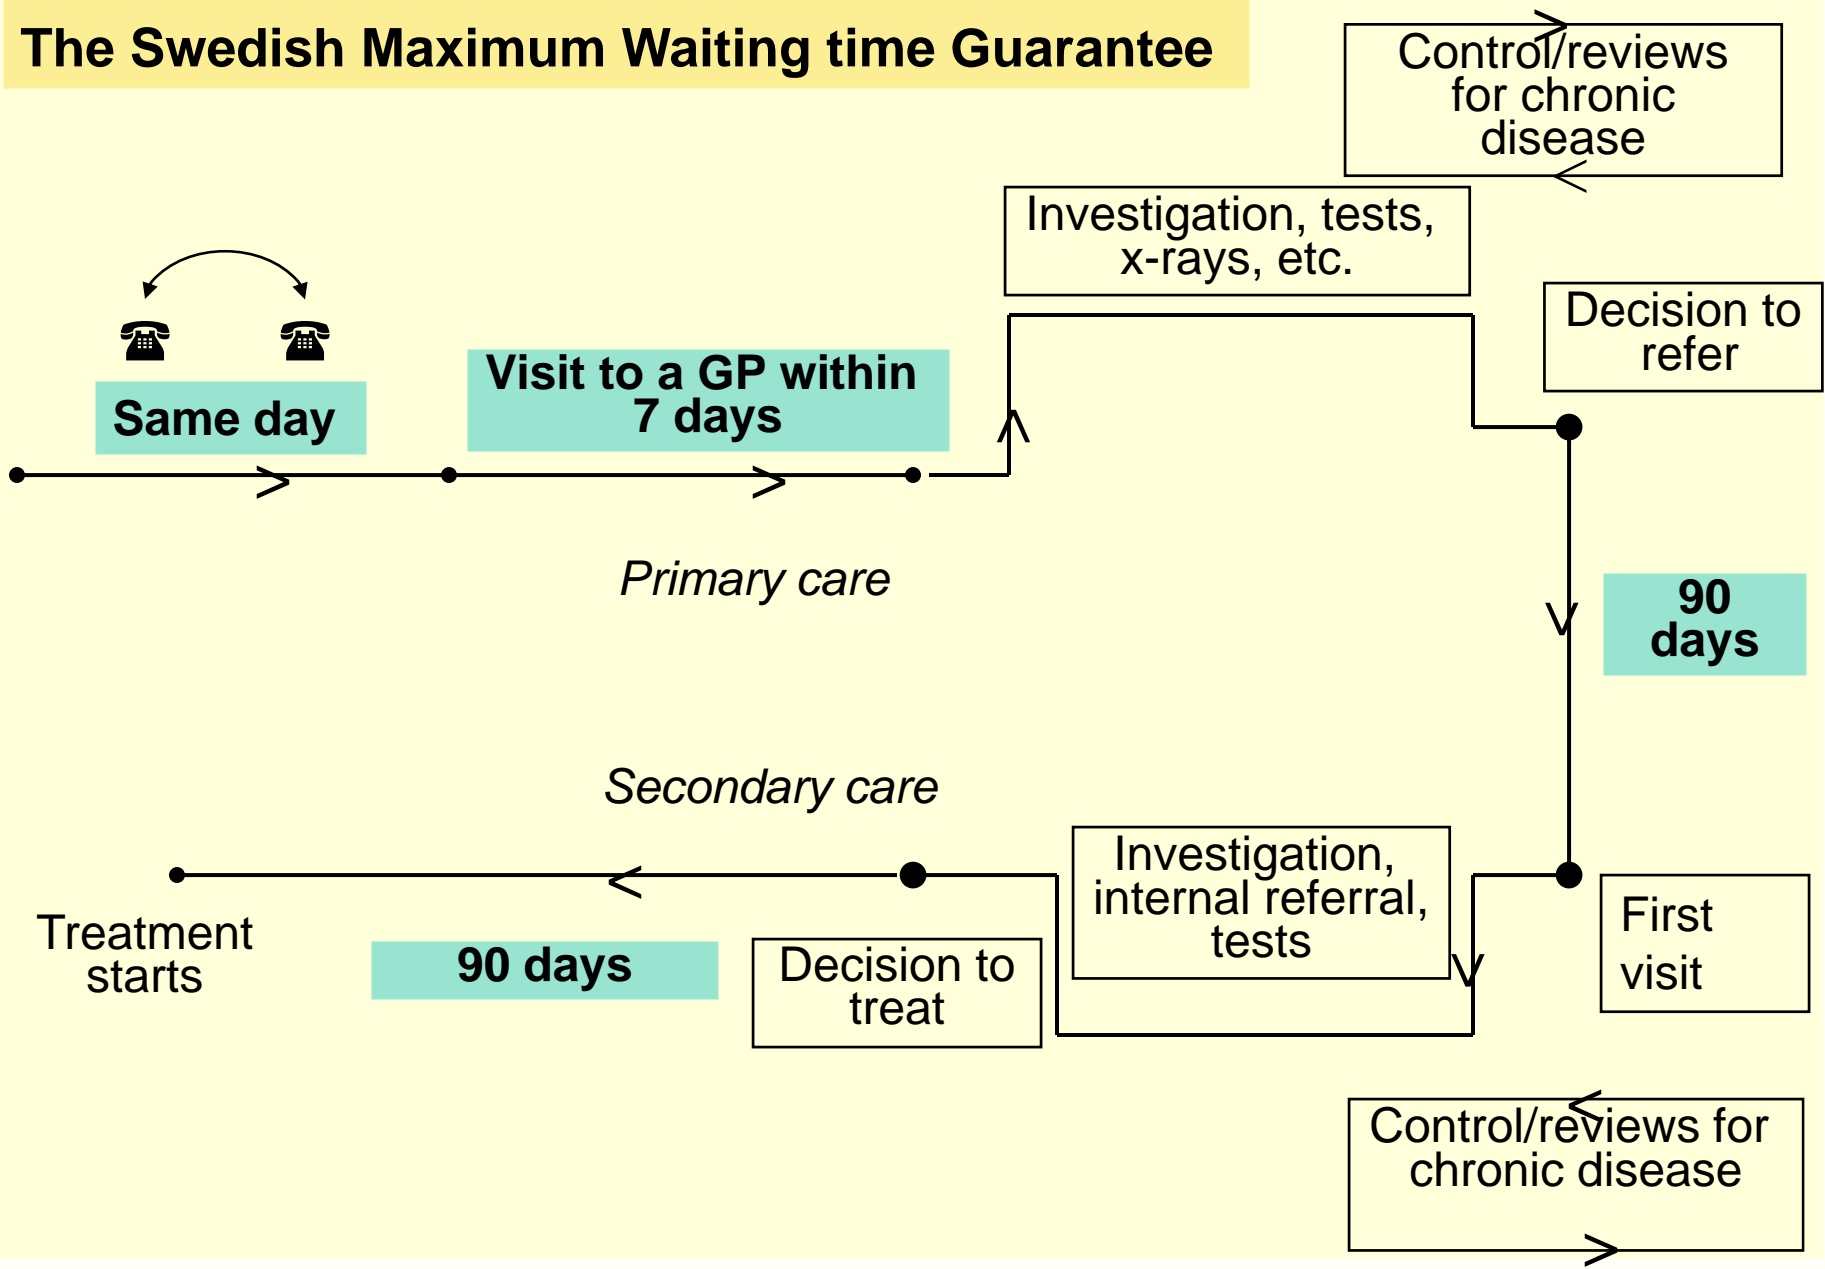 The Swedish Maximum Waiting time Guarantee
Control/reviews
for chronic
disease
Investigation, tests,
x-rays, etc.
Decision to
refer
Same day
Visit to a GP within
7 days
Primary care
90
days
Secondary care
Investigation,
internal referral,
tests
First
visit
Treatment
starts
90 days
Decision to
treat
Control/reviews for
chronic disease